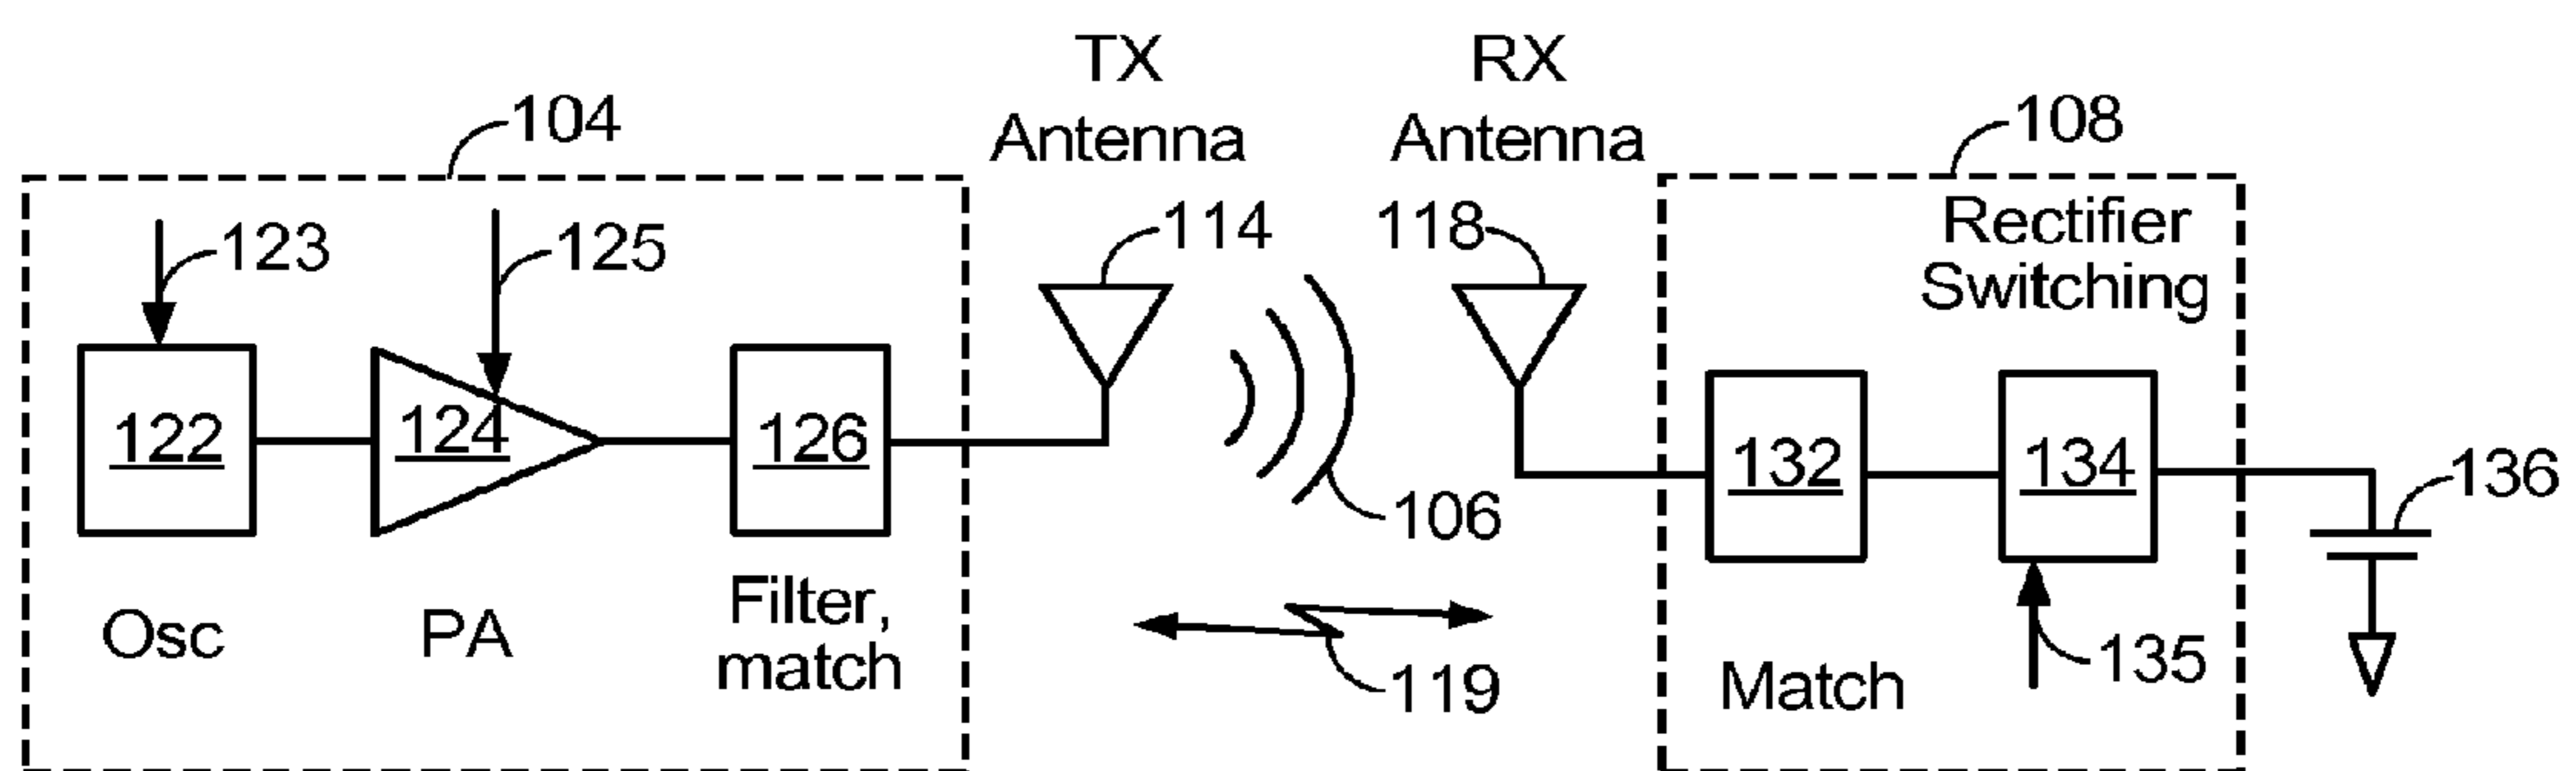 TX
Antenna
RX
Antenna
104
108
Rectifier
Switching
123
125
114
118
122
124
126
132
134
136
106
Osc
PA
Filter,
match
119
Match
135